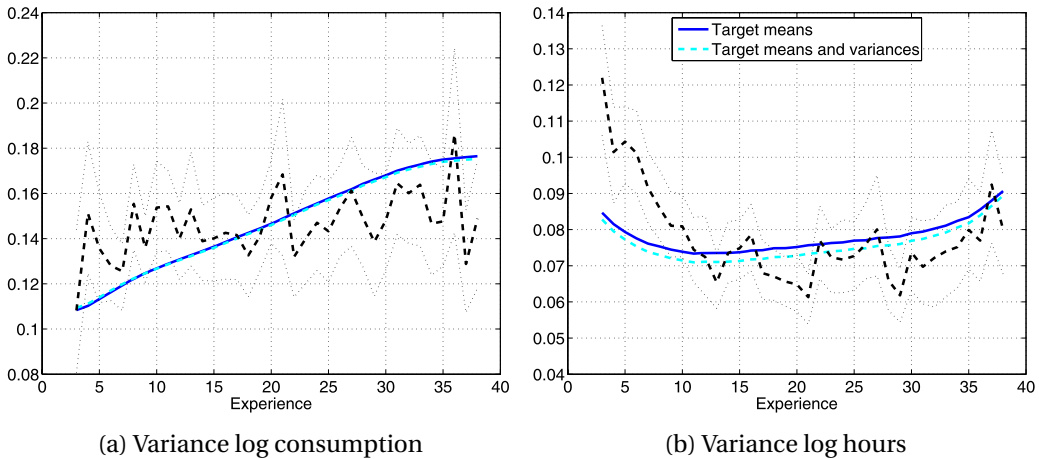 0.24
0.22
0.2
0.18
0.16
0.14
0.12
0.1
0.08
0 5 10 15 20 25 30 35 40
Experience
(a) Variance log consumption
0.14
0.13
0.12
0.11
0.1
0.09
0.08
0.07
0.06
0.05
0.04
0 5 10 15 20 25 30 35 40
Experience
Target means
Target means and variances
(b) Variance log hours